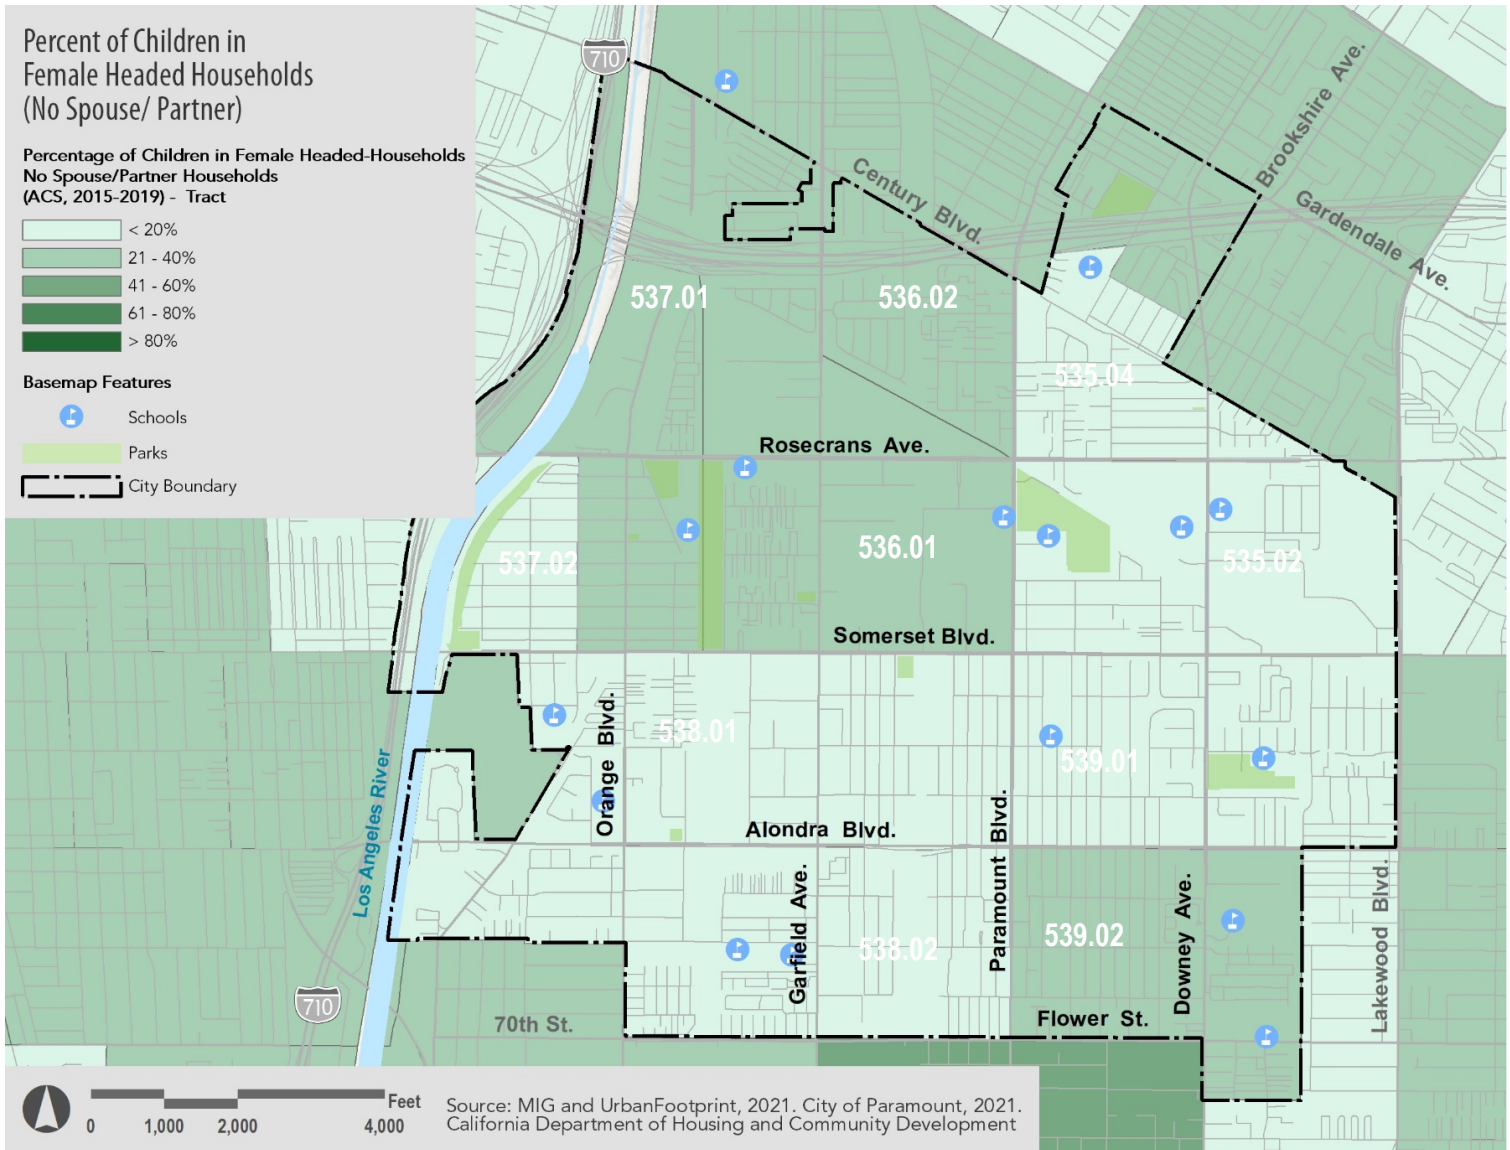 Percent of Children in
Female Headed Households
(No Spouse/ Partner)
Percentage of Children in Female Headed-Households
No Spouse/Partner Households
(ACS, 2015-2019) - Tract
< 20%
21 - 40%
41 - 60%
61 - 80%
> 80%
Basemap Features
Schools
Parks
City Boundary
710
Century Blvd.
Brookshire Ave.
Gardendale Ave.
537.01
536.02
535.04
Rosecrans Ave.
537.02
536.01
535.02
Somerset Blvd.
Orange Blvd.
538.01
539.01
Los Angeles River
Alondra Blvd.
Paramount Blvd.
Garfield Ave.
538.02
539.02
Downey Ave.
Lakewood Blvd.
710
70th St.
Flower St.
Feet
0 1,000 2,000 4,000
Source: MIG and UrbanFootprint, 2021. City of Paramount, 2021.
California Department of Housing and Community Development